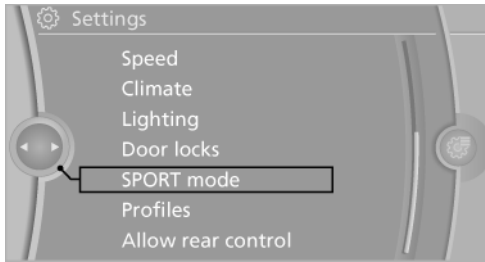 Settings
Speed
Climate
Lighting
Door locks
SPORT mode
Profiles
Allow rear control